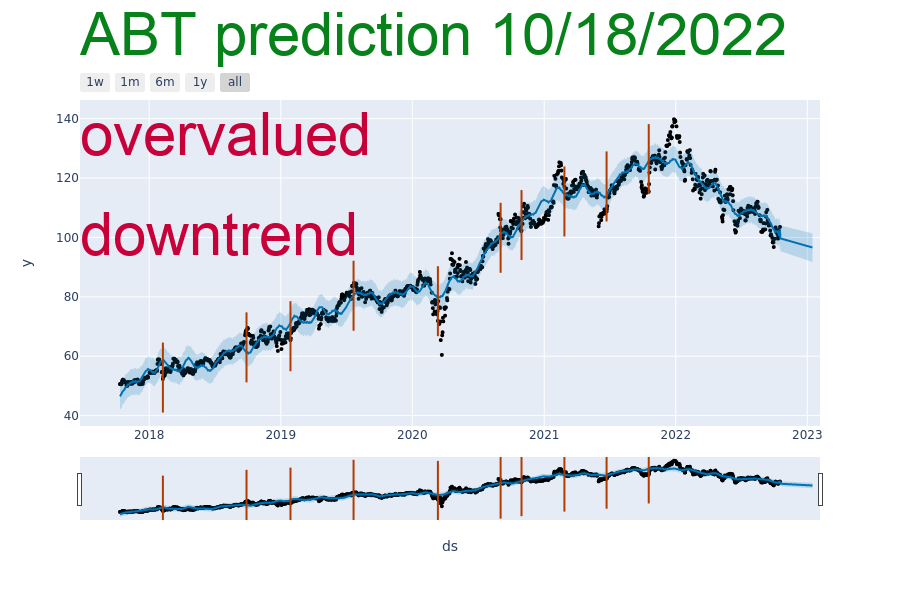 ABT prediction 10/18/2022
1w 1m 6m 1y all
140
overvalued
120
downtrend
100
y
80
60
40
2018 2019 2020 2021 2022 2023
ds